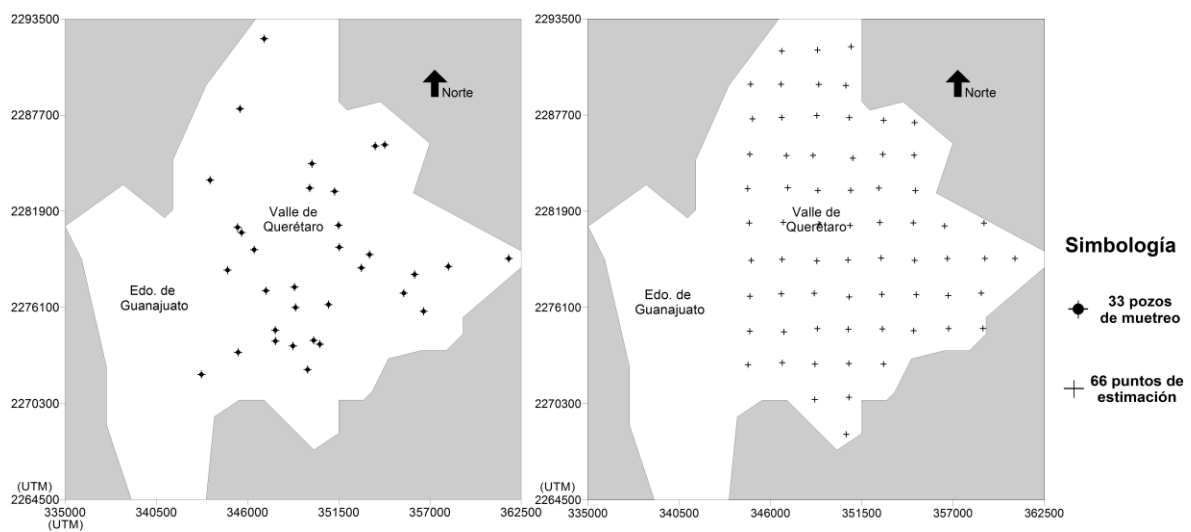 2293500
2287700
2281900
2276100
2270300
(UTM)
2264500
335000
340500
346000
351500
357000
362500
(UTM)
Norte
Valle de
Querétaro
Edo. de
Guanajuato
2293500
2287700
2281900
2276100
2270300
(UTM)
2264500
335000
340500
346000
351500
357000
362500
Norte
Valle de
Querétaro
Edo. de
Guanajuato
Simbología
33 pozos
de muetreo
66 puntos de
estimación